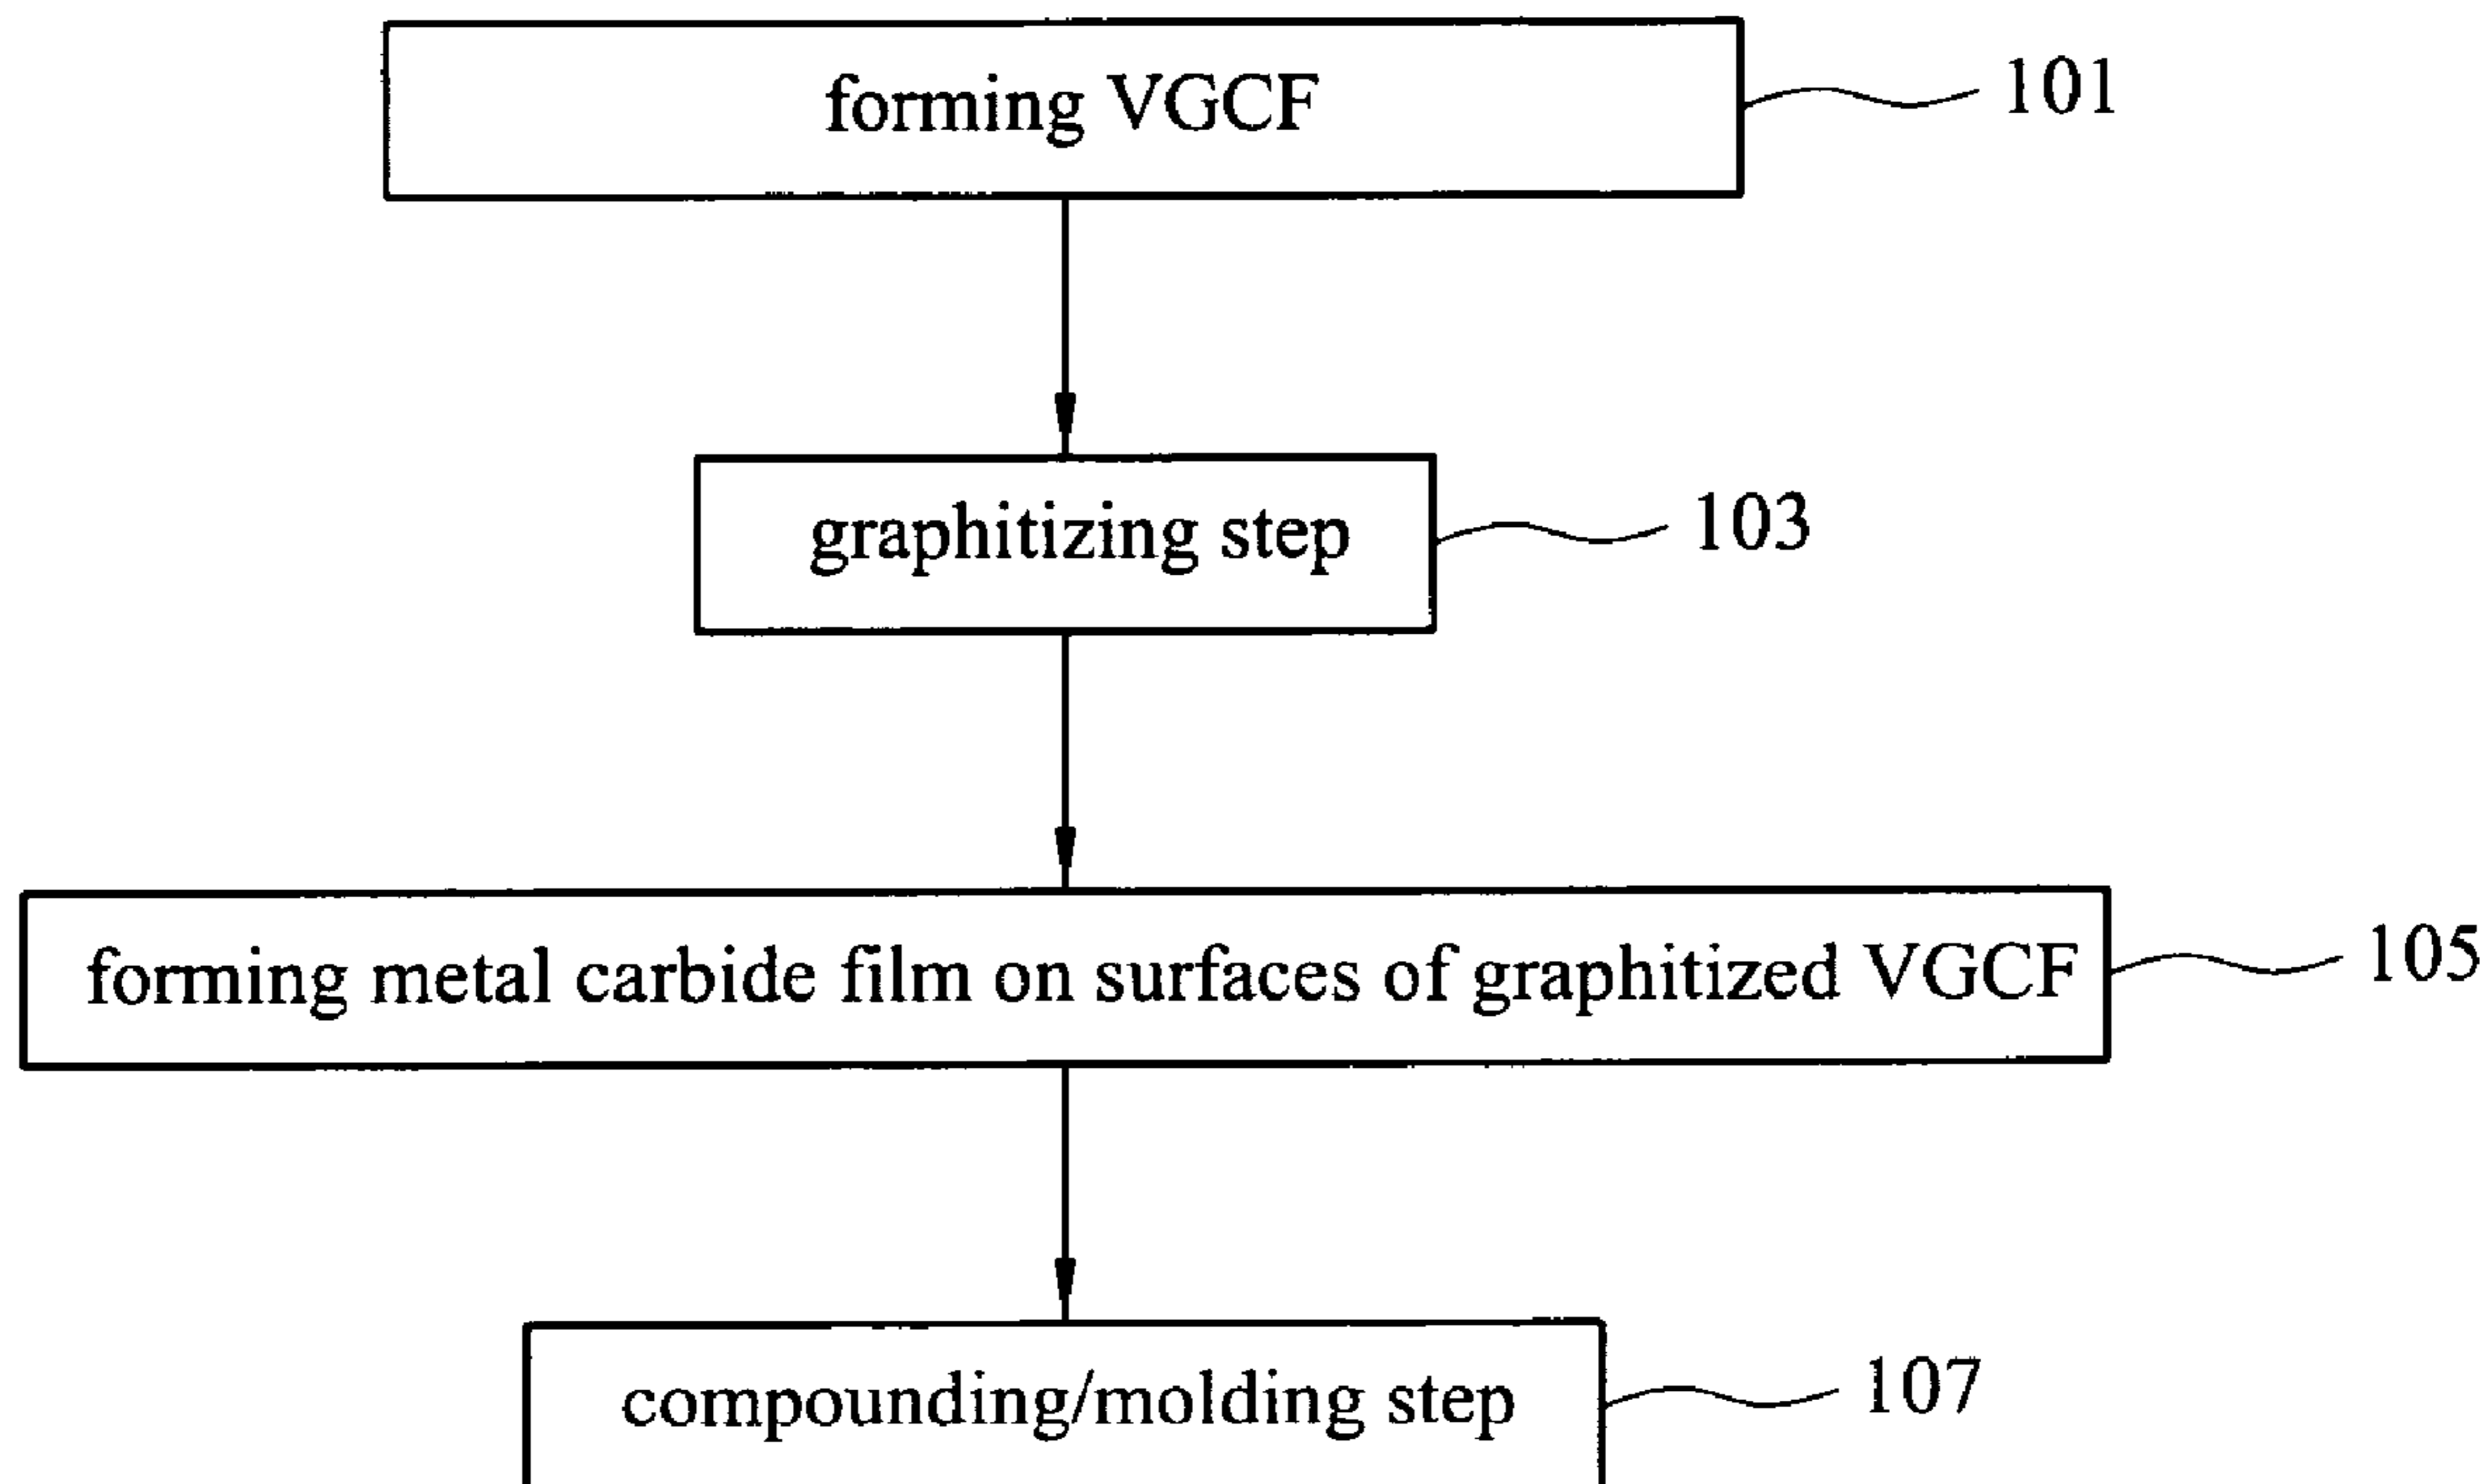 forming VGCF
101
graphitizing step
103
forming metal carbide film on surfaces of graphitized VGCF
105
compounding/molding step
107